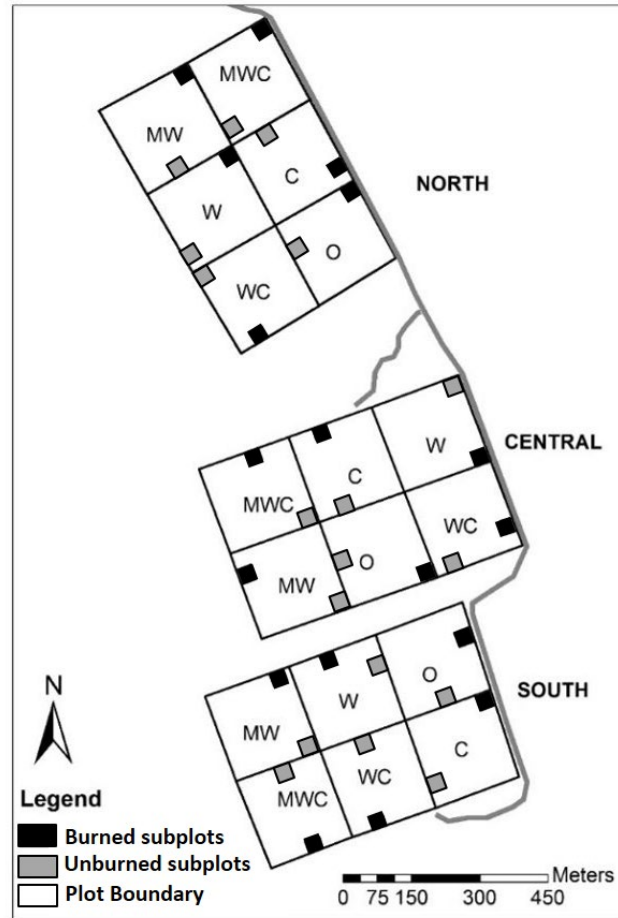 MWC
MW
NORTH
C
W
O
WC
CENTRAL
W
C
MWC
WC
O
MW
SOUTH
O
W
MW
C
WC
MWC
N
Legend
Burned subplots
Unburned subplots
Plot Boundary
Meters
0 75 150 300 450